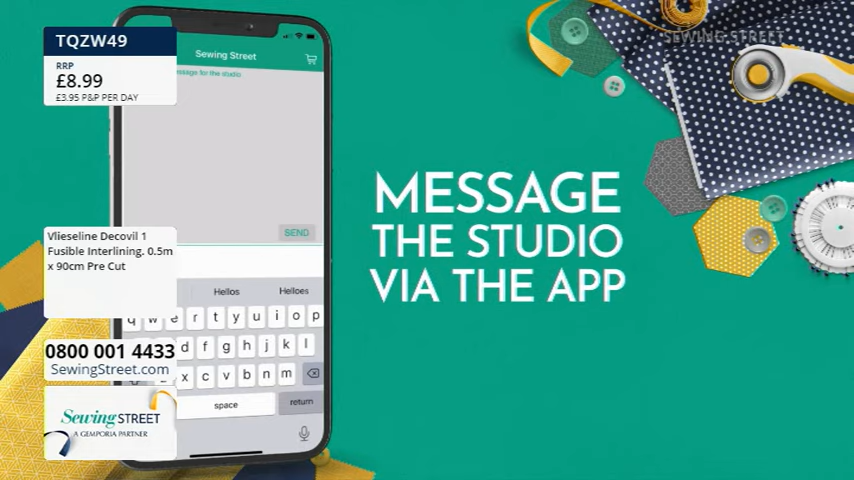 TQZW49
RRP
£8.99
£3.95 P&P PER DAY
Sewing Street
essage for the studio
SEND
SEWING STREET
MESSAGE
THE STUDIO
VIA THE APP
Vlieseline Decovil 1
Fusible Interlining. 0.5m
x 90cm Pre Cut
Hellos Helloes
q w e r t y u i o p
d f g h j k l
x c v b n m
space return
0800 001 4433
SewingStreet.com
Sewing STREET
A GEMPORIA PARTNER